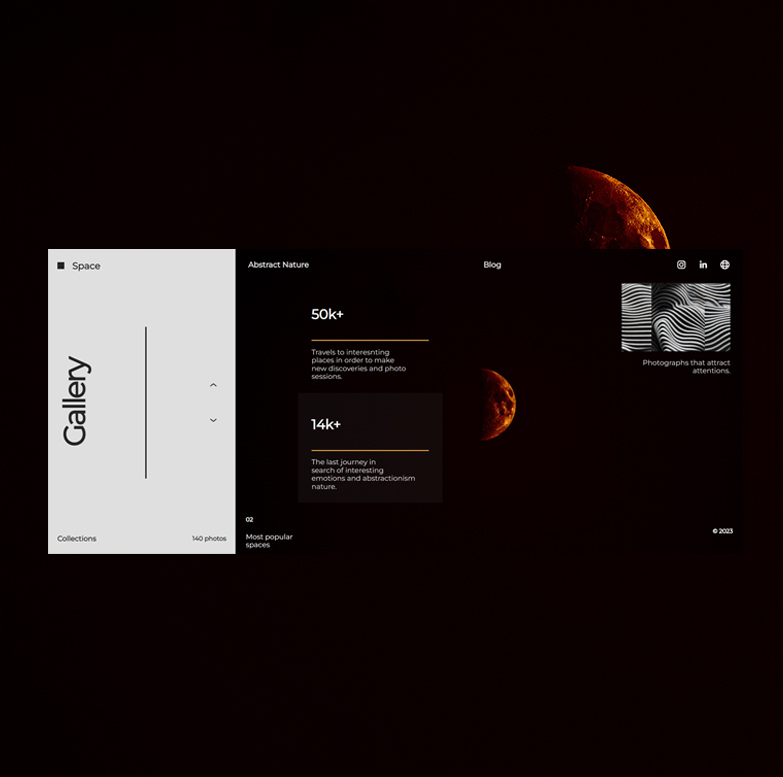 Space
Abstract Nature
Blog
50k+
Travels to interesnting
places in order to make
new discoveries and photo
sessions.
Photographs that attract
attentions.
Gallery
14k+
The last journey in
search of interesting
emotions and abstractionism
nature.
02
Most popular
spaces
Collections
140 photos
© 2023